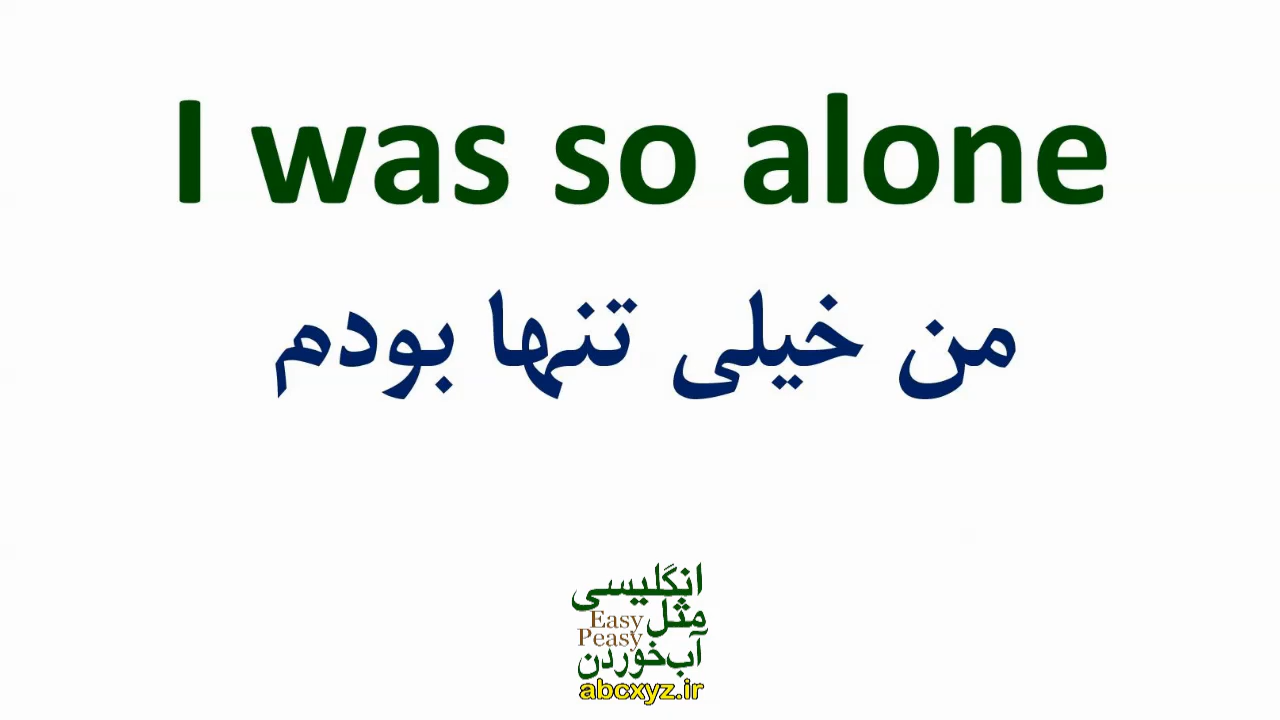 I was so alone
من خیلی تنها بودم
انگلیسی
مثل
Easy
Peasy
آب‌خوردن
abcxyz.ir